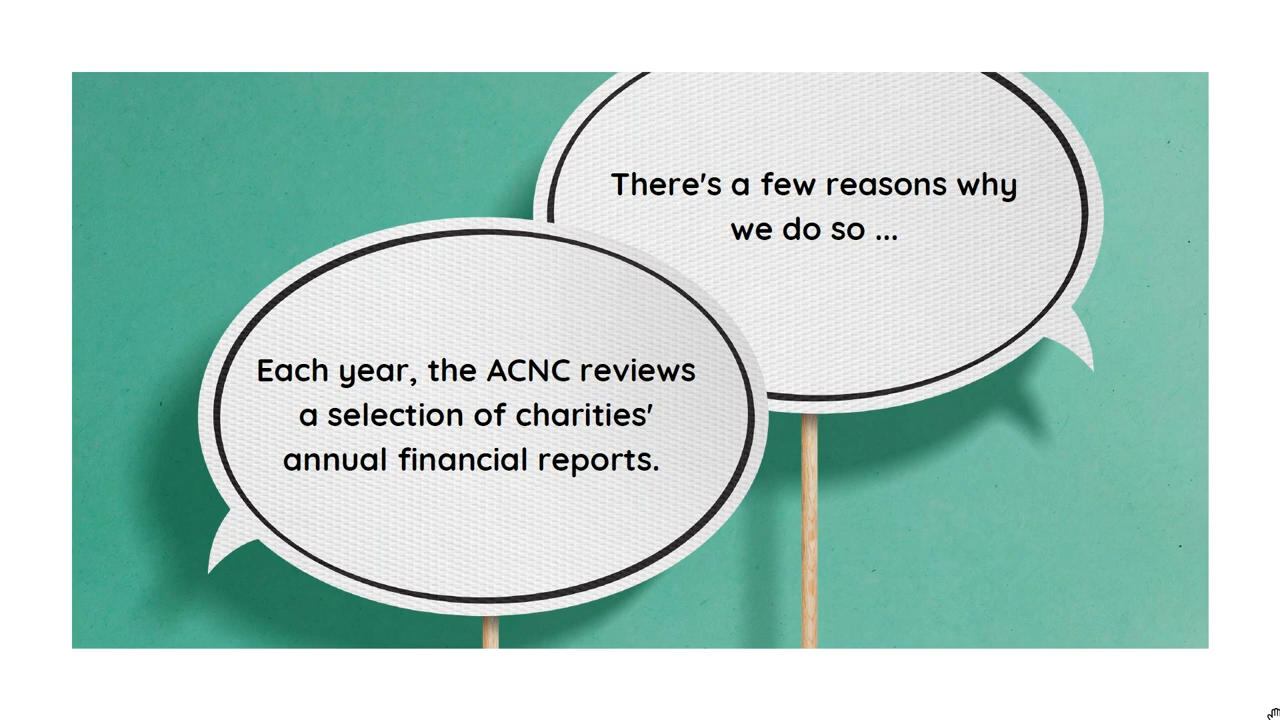 Each year, the ACNC reviews
a selection of charities'
annual financial reports.
There's a few reasons why
we do so ...